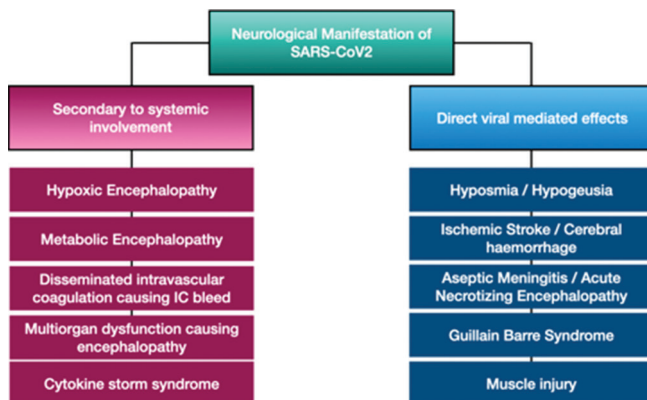 Neurological Manifestation of
SARS-CoV2
Secondary to systemic
involvement
Hypoxic Encephalopathy
Metabolic Encephalopathy
Disseminated intravascular
coagulation causing IC bleed
Multiorgan dysfunction causing
encephalopathy
Cytokine storm syndrome
Direct viral mediated effects
Hyposmia / Hypogeusia
Ischemic Stroke / Cerebral
haemorrhage
Aseptic Meningitis / Acute
Necrotizing Encephalopathy
Guillain Barre Syndrome
Muscle injury